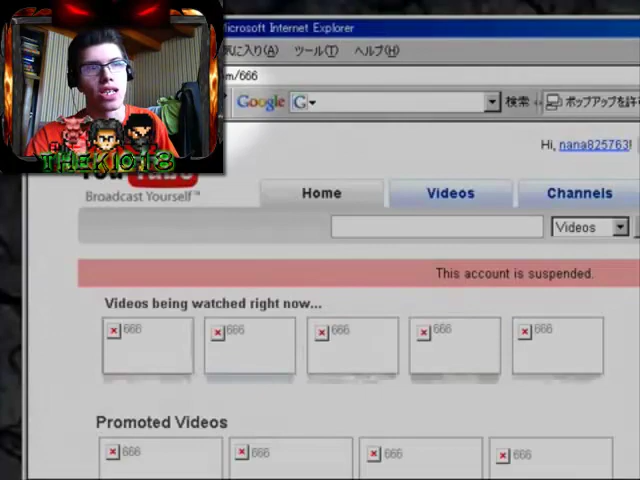 Microsoft Internet Explorer
気に入り(A) ツール(T) ヘルプ(H)
m/666
Google G 検索 ポップアップを許
THEKIOT8
Hi, nana825763!
Broadcast Yourself™
Home Videos Channels
Videos
This account is suspended.
Videos being watched right now...
666 666 666 666 666
Promoted Videos
666 666 666 666